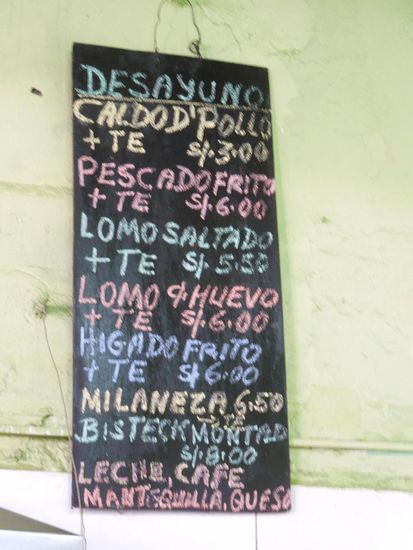 DESAYUNO
CALDO D' POLLO
+ TE S/. 3.00
PESCADO FRITO
+ TE S/. 6.00
LOMO SALTADO
+ TE S/. 5.50
LOMO C/. HUEVO
+ TE S/. 6.00
HIGADO FRITO
+ TE S/. 6.00
MILANEZA 6.50
+ TE
BISTECK MONTADO
S/. 8.00
LECHE, CAFE
MANTEQUILLA, QUESO